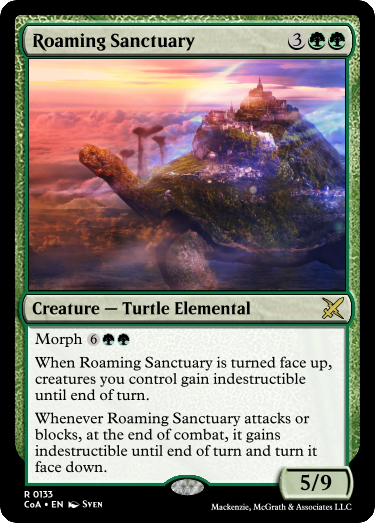 Roaming Sanctuary 3
Creature — Turtle Elemental
Morph 6
When Roaming Sanctuary is turned face up,
creatures you control gain indestructible
until end of turn.
Whenever Roaming Sanctuary attacks or
blocks, at the end of combat, it gains
indestructible until end of turn and turn it
face down.
5/9
R 0133
CoA • EN Sven
Mackenzie, McGrath & Associates LLC